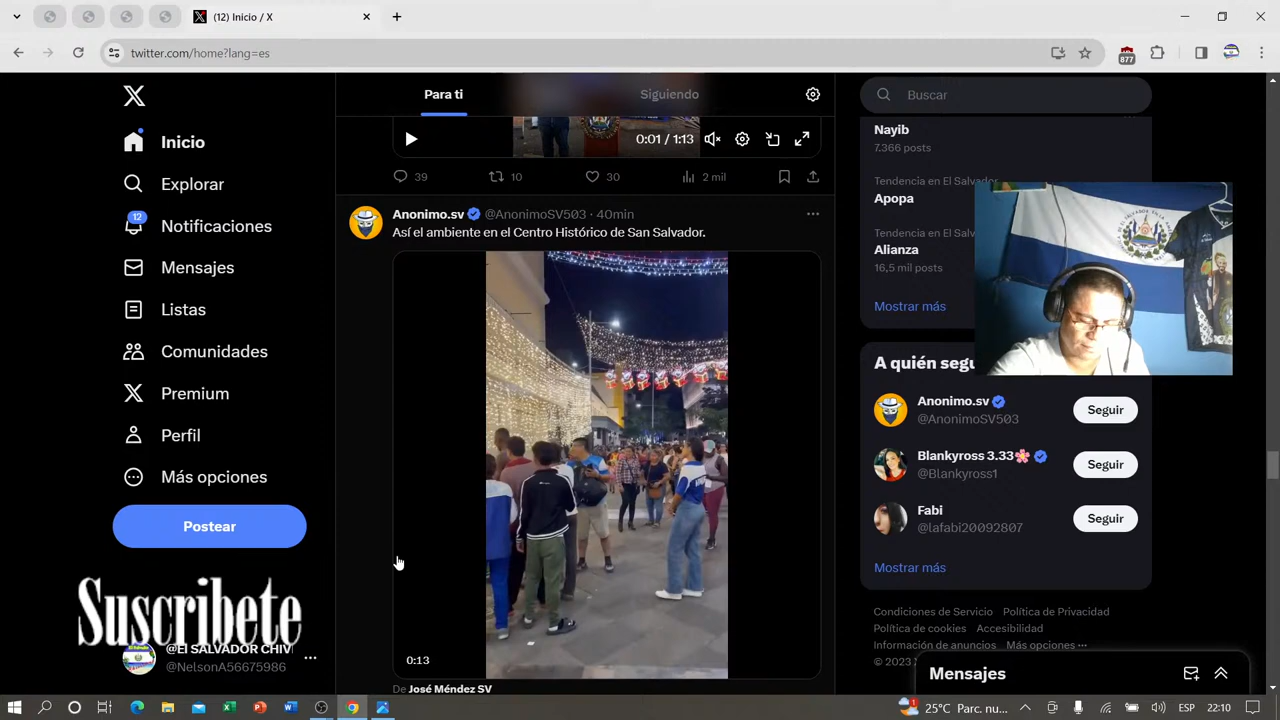 (12) Inicio / X
twitter.com/home?lang=es
877
Para ti
Siguiendo
Buscar
0:01 / 1:13
39
10
30
2 mil
Inicio
Explorar
12
Notificaciones
Mensajes
Listas
Comunidades
Premium
Perfil
Más opciones
Postear
Suscribete
@El SALVADOR CHIV
@NelsonA56675986
Anonimo.sv @AnonimoSV503 · 40min
Así el ambiente en el Centro Histórico de San Salvador.
0:13
De José Méndez SV
Nayib
7.366 posts
Tendencia en El Salvador
Apopa
Tendencia en El Salv
Alianza
16,5 mil posts
Mostrar más
A quién segu
Anonimo.sv
@AnonimoSV503
Seguir
Blankyross 3.33
@Blankyross1
Seguir
Fabi
@lafabi20092807
Seguir
Mostrar más
Condiciones de Servicio Política de Privacidad
Política de cookies Accesibilidad
Información de anuncios Más opciones ···
© 2023
Mensajes
25°C Parc. nu...
ESP
22:10